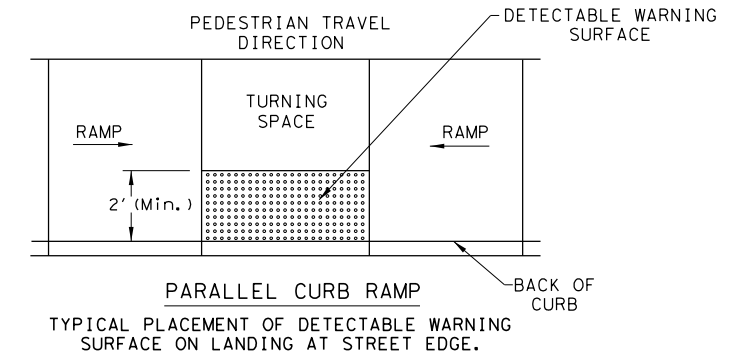 PEDESTRIAN TRAVEL
DIRECTION
DETECTABLE WARNING
SURFACE
TURNING
SPACE
RAMP
RAMP
2' (Min.)
BACK OF
CURB
PARALLEL CURB RAMP
TYPICAL PLACEMENT OF DETECTABLE WARNING
SURFACE ON LANDING AT STREET EDGE.